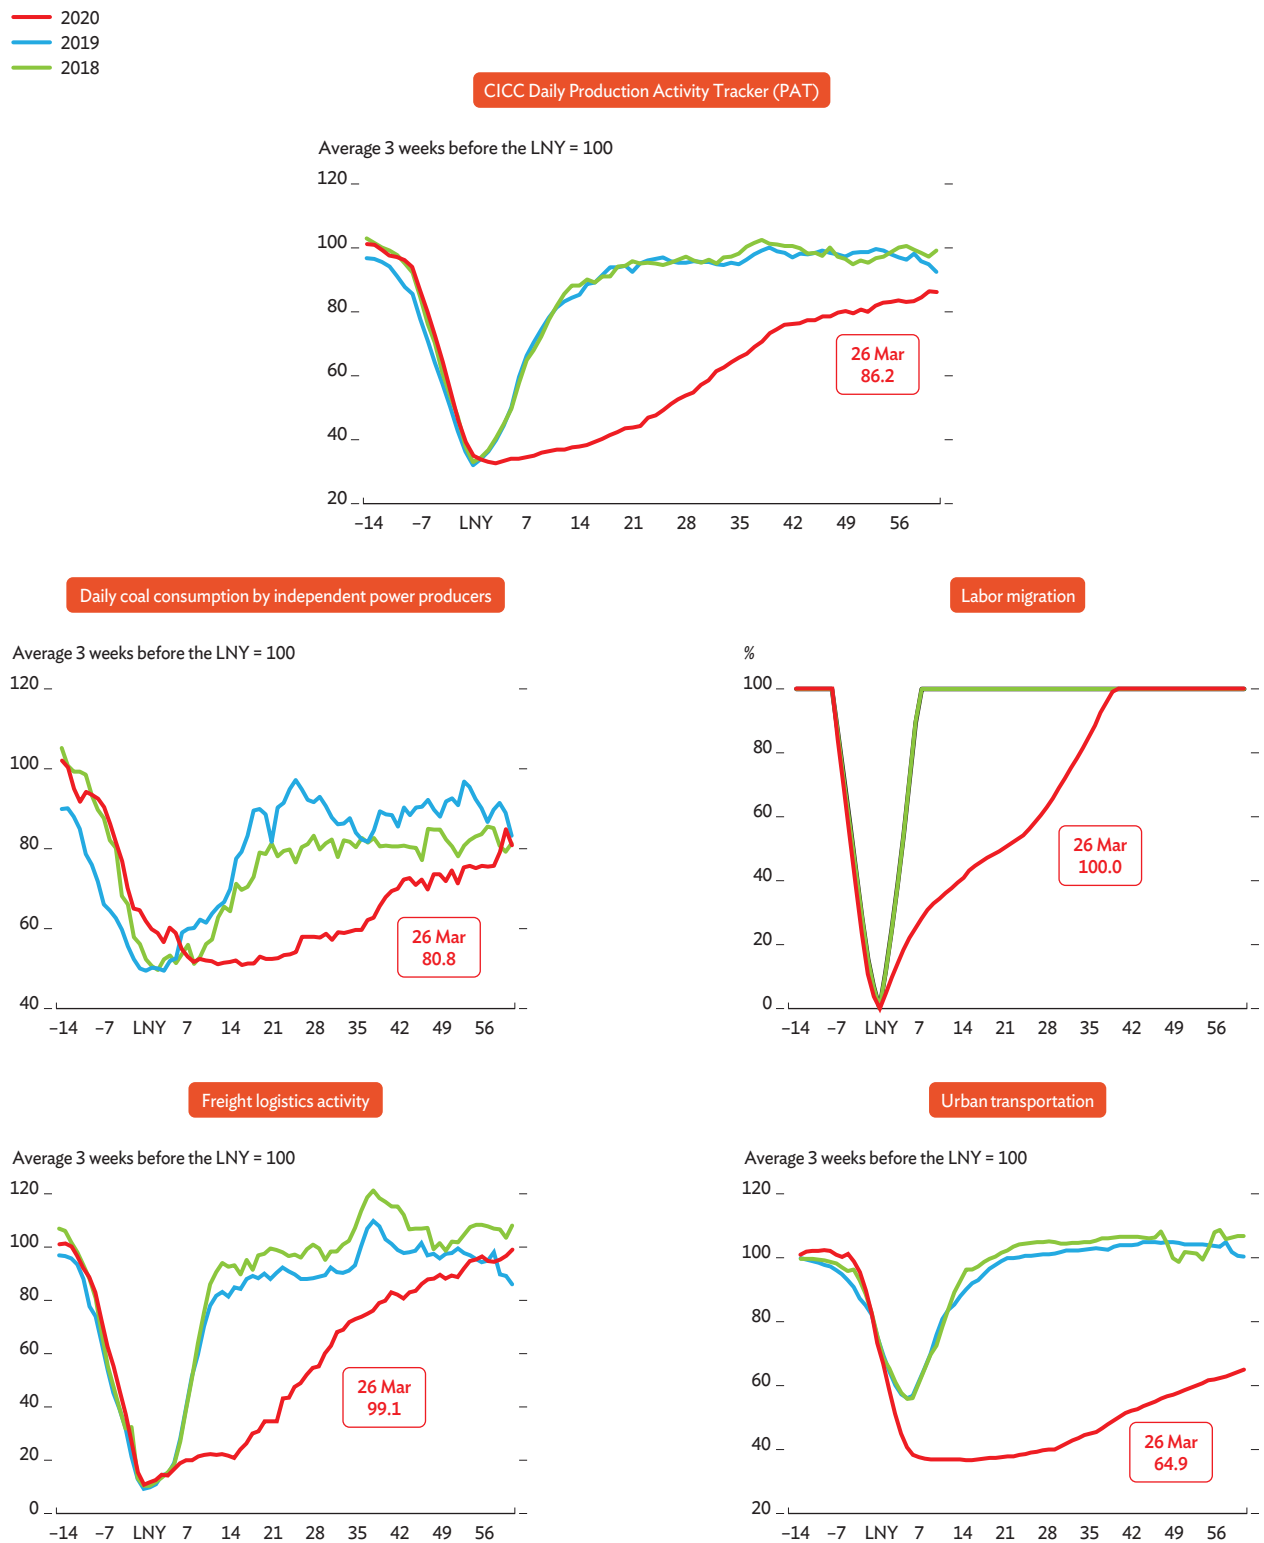 2020
2019
2018
CICC Daily Production Activity Tracker (PAT)
Average 3 weeks before the LNY = 100
120
100
80
60
40
20
–14 –7 LNY 7 14 21 28 35 42 49 56
26 Mar
86.2
Daily coal consumption by independent power producers
Average 3 weeks before the LNY = 100
120
100
80
60
40
–14 –7 LNY 7 14 21 28 35 42 49 56
26 Mar
80.8
Labor migration
%
100
80
60
40
20
0
–14 –7 LNY 7 14 21 28 35 42 49 56
26 Mar
100.0
Freight logistics activity
Average 3 weeks before the LNY = 100
120
100
80
60
40
20
0
–14 –7 LNY 7 14 21 28 35 42 49 56
26 Mar
99.1
Urban transportation
Average 3 weeks before the LNY = 100
120
100
80
60
40
20
–14 –7 LNY 7 14 21 28 35 42 49 56
26 Mar
64.9